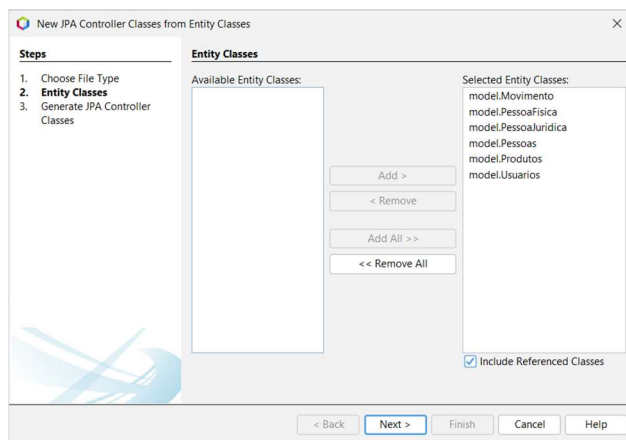 New JPA Controller Classes from Entity Classes
Steps
1. Choose File Type
2. Entity Classes
3. Generate JPA Controller
Classes
Entity Classes
Available Entity Classes:
Add >
< Remove
Add All >>
<< Remove All
Selected Entity Classes:
model.Movimento
model.PessoaFisica
model.PessoaJuridica
model.Pessoas
model.Produtos
model.Usuarios
Include Referenced Classes
< Back Next > Finish Cancel Help